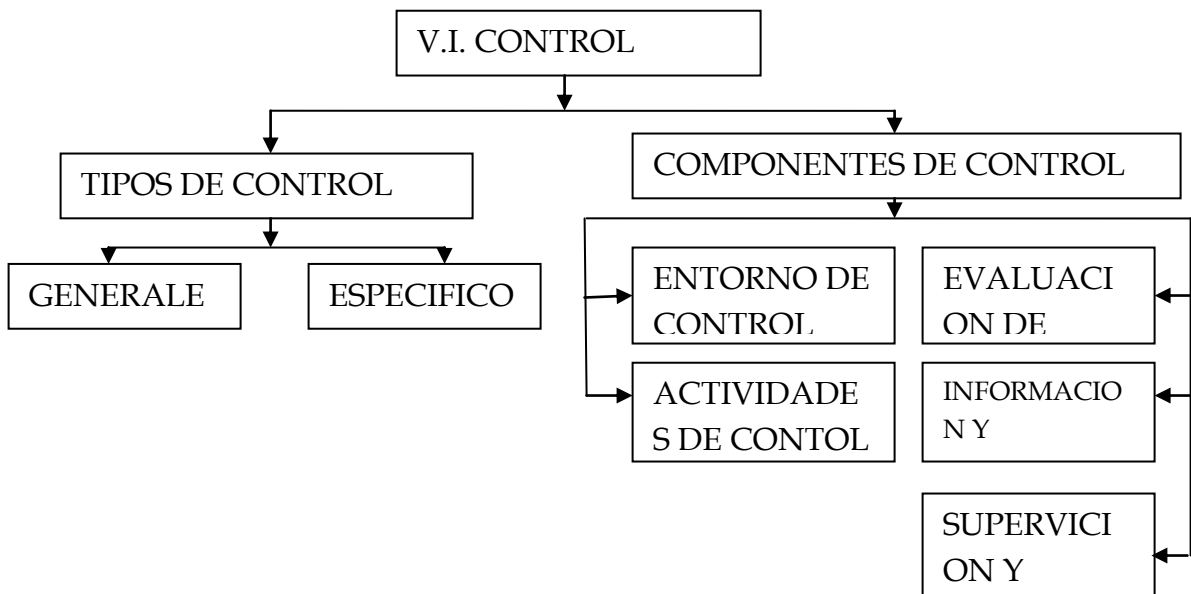 V.I. CONTROL
TIPOS DE CONTROL
COMPONENTES DE CONTROL
GENERALE
ESPECIFICO
ENTORNO DE
CONTROL
EVALUACI
ON DE
ACTIVIDADE
S DE CONTOL
INFORMACIO
N Y
SUPERVICI
ON Y